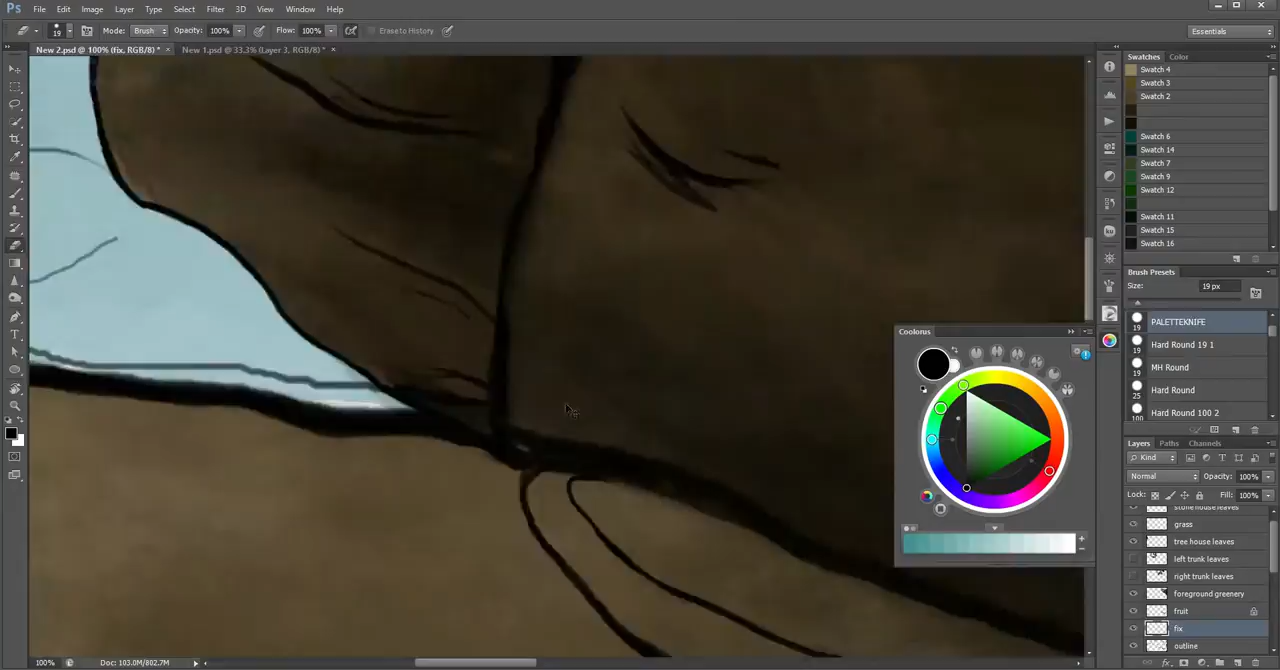 Ps File Edit Image Layer Type Select Filter 3D View Window Help
19 Mode: Brush Opacity: 100% Flow: 100% Erase to History Essentials
New 2.psd @ 100% (fix, RGB/8) * × New 1.psd @ 33.3% (Layer 3, RGB/8) * ×
Swatches Color
Swatch 4
Swatch 3
Swatch 2
Swatch 6
Swatch 14
Swatch 7
Swatch 9
Swatch 12
Swatch 11
Swatch 15
Swatch 16
Brush Presets
Size: 19 px
PALETTEKNIFE
19
Hard Round 19 1
19
MH Round
19
Hard Round
25
Hard Round 100 2
100
Coolorus
Layers Paths Channels
Kind
Normal Opacity: 100%
Lock: Fill: 100%
stone house leaves
grass
tree house leaves
left trunk leaves
right trunk leaves
foreground greenery
fruit
fix
outline
100% Doc: 103.0M/802.7M